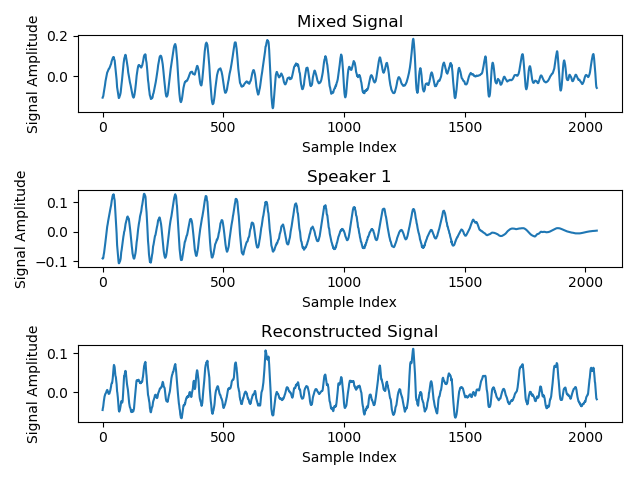 Mixed Signal
Signal Amplitude
0.2
0.0
0 500 1000 1500 2000
Sample Index
Speaker 1
Signal Amplitude
0.1
0.0
−0.1
0 500 1000 1500 2000
Sample Index
Reconstructed Signal
Signal Amplitude
0.1
0.0
0 500 1000 1500 2000
Sample Index